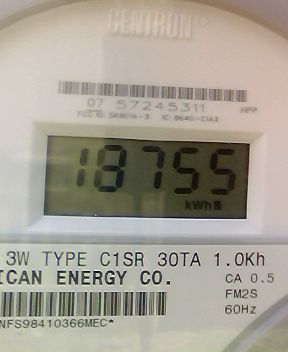 CENTRON
07 57245311
18755
kWh
3W TYPE C1SR 30TA 1.0Kh
ICAN ENERGY CO.
CA 0.5
FM2S
60Hz
NFS98410366MEC*